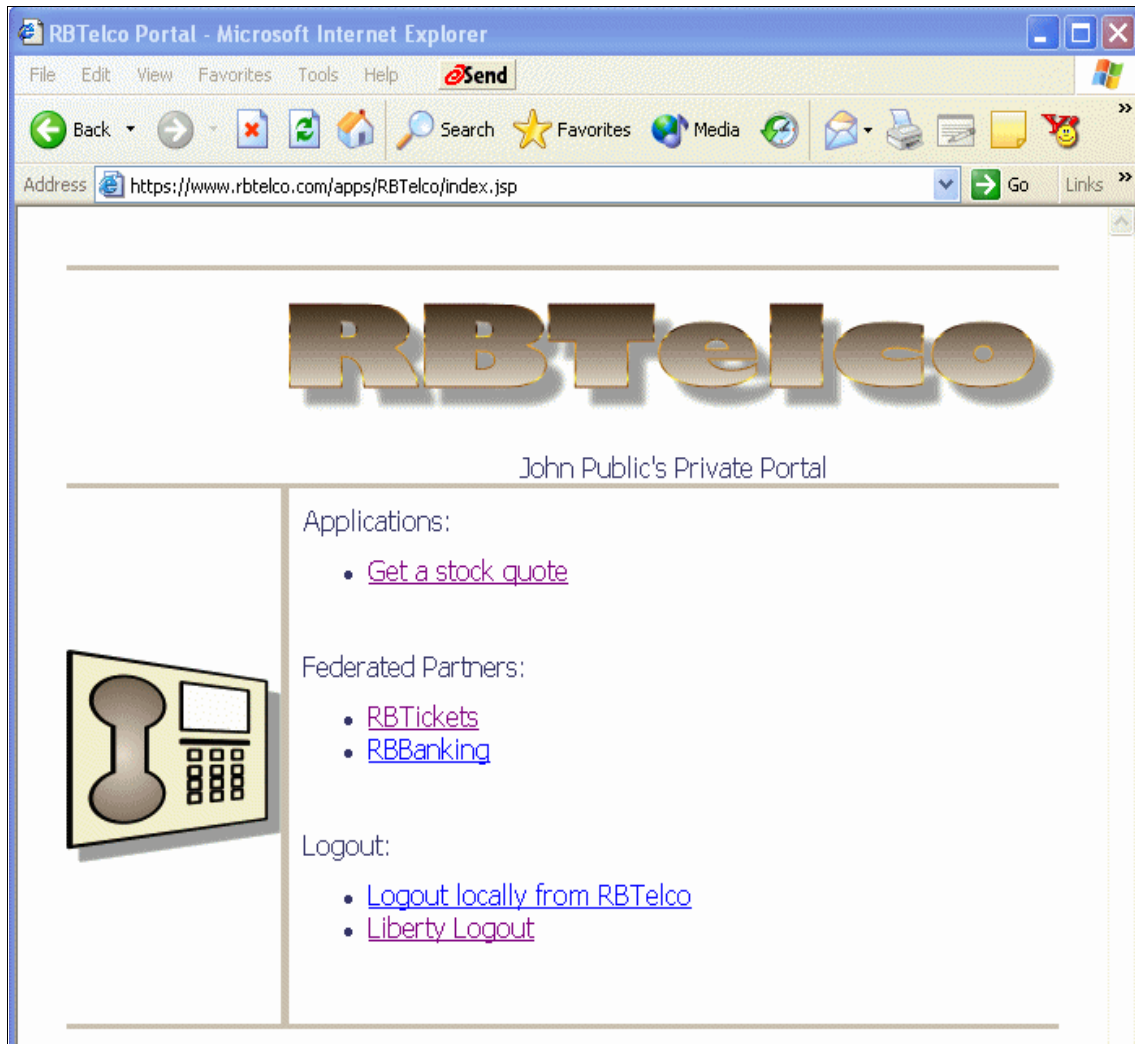 RBTelco Portal - Microsoft Internet Explorer
File Edit View Favorites Tools Help Send
Back Search Favorites Media »
Address https://www.rbtelco.com/apps/RBTelco/index.jsp Go Links »
RBTelco
John Public's Private Portal
Applications:
• Get a stock quote
Federated Partners:
• RBTickets
• RBBanking
Logout:
• Logout locally from RBTelco
• Liberty Logout